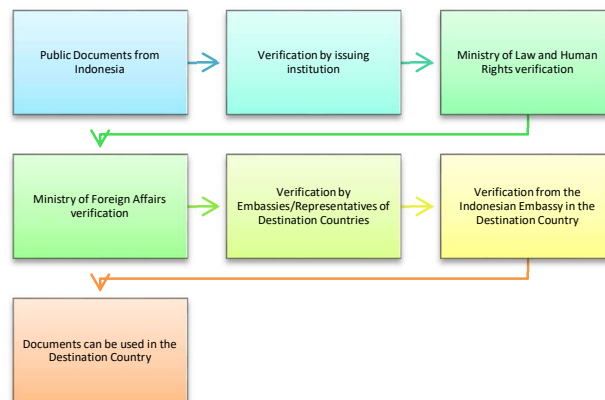 Public Documents from
Indonesia
Verification by issuing
institution
Ministry of Law and Human
Rights verification
Ministry of Foreign Affairs
verification
Verification by
Embassies/Representatives of
Destination Countries
Verification from the
Indonesian Embassy in the
Destination Country
Documents can be used in the
Destination Country